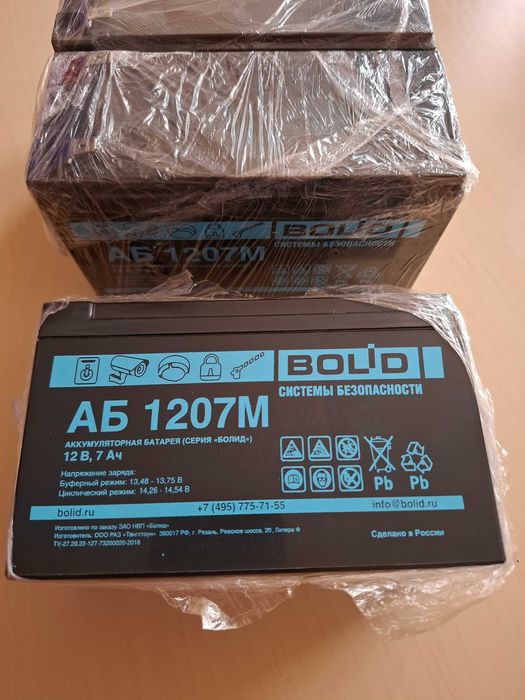 BOLID
АБ 1207М
СИСТЕМЫ БЕЗОПАСНОСТИ
BOLID
СИСТЕМЫ БЕЗОПАСНОСТИ
АБ 1207М
АККУМУЛЯТОРНАЯ БАТАРЕЯ (СЕРИЯ «БОЛИД»)
12 В, 7 Ач
Напряжение заряда:
Буферный режим: 13,48 - 13,75 В
Циклический режим: 14,26 - 14,54 В
Pb Pb
bolid.ru +7 (495) 775-71-55 info@bolid.ru
Изготовлено по заказу ЗАО НВП «Болид».
Изготовитель: ООО РАЗ «Тангстоун» 390017 РФ, г. Рязань, Ряжское шоссе, 20, Литера Ф
TУ-27.20.22-127-73200020-2018
Сделано в России